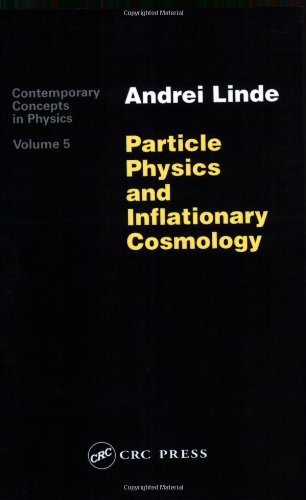 Contemporary
Concepts
in Physics
Volume 5
Andrei Linde
Particle
Physics
and
Inflationary
Cosmology
CRC
CRC PRESS